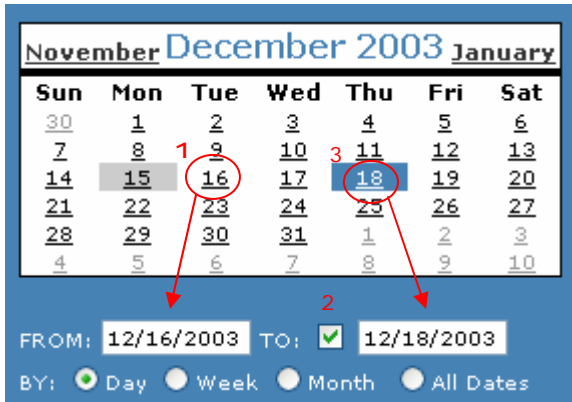 November December 2003 January
Sun Mon Tue Wed Thu Fri Sat
30 1 2 3 4 5 6
7 8 1 9 10 3 11 12 13
14 15 16 17 18 19 20
21 22 23 24 25 26 27
28 29 30 31 1 2 3
4 5 6 7 8 9 10
2
FROM: 12/16/2003 TO: 12/18/2003
BY: Day Week Month All Dates